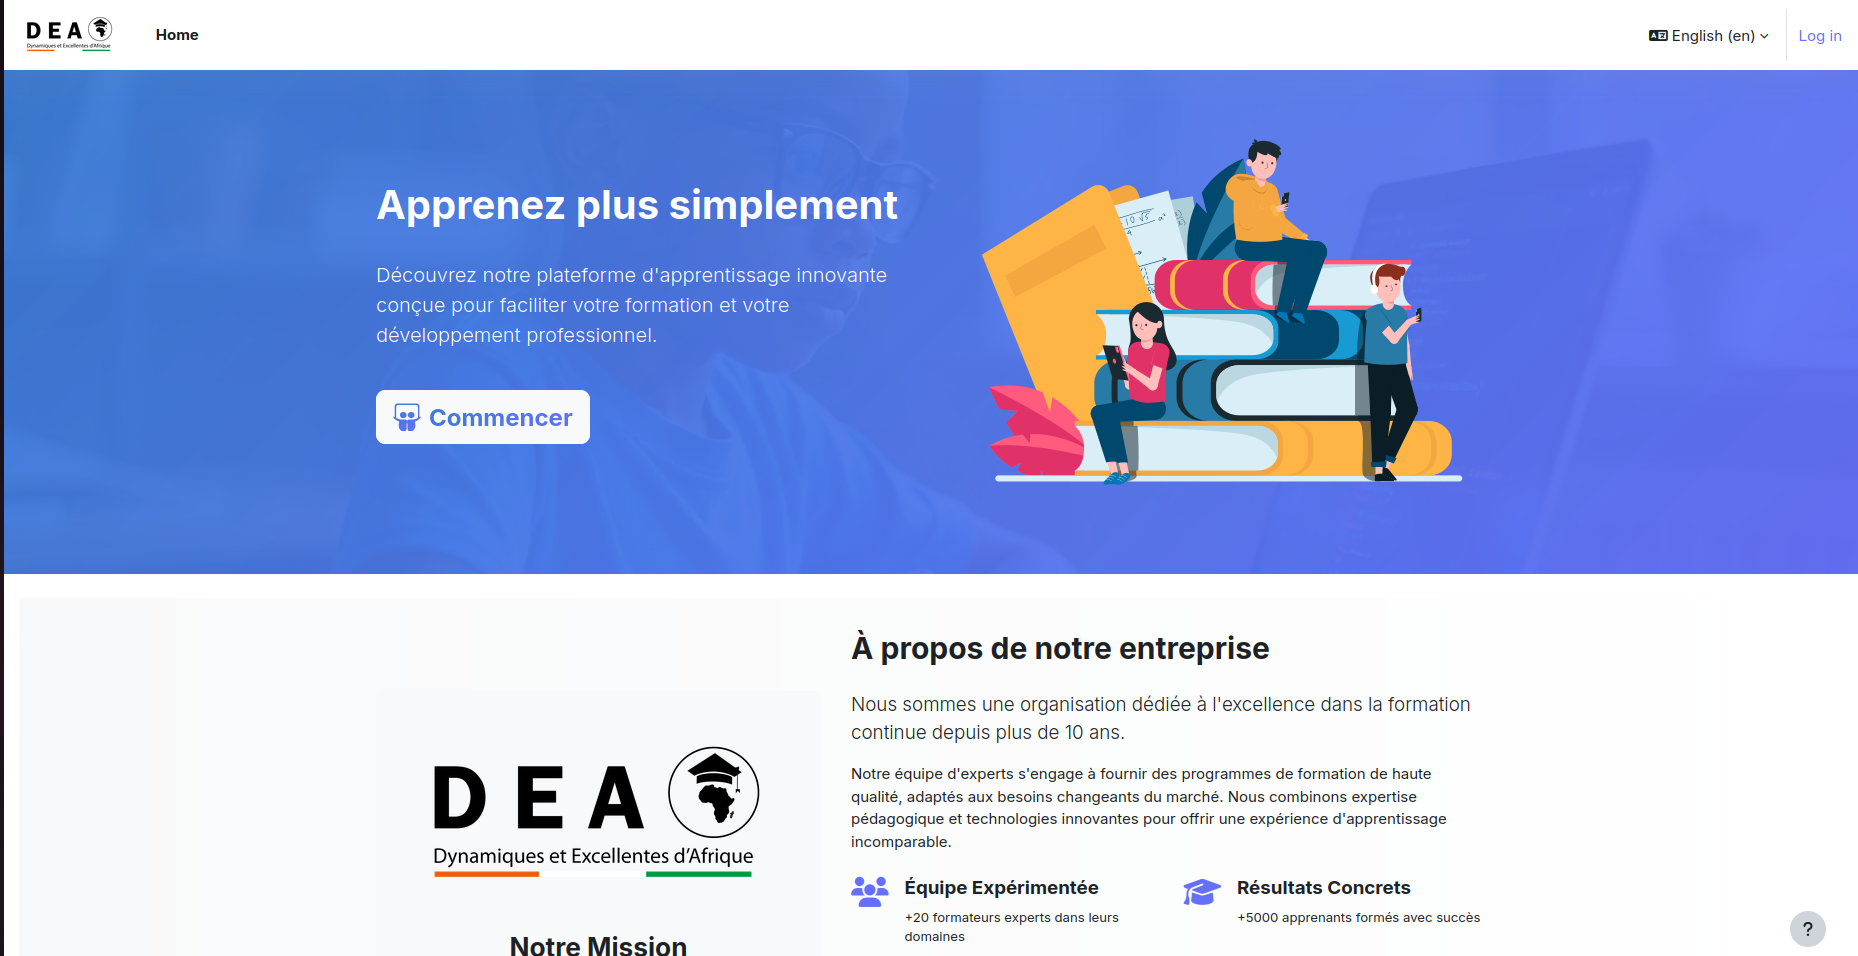 DEA
Dynamiques et Excellentes d'Afrique
Home
English (en)
Log in
Apprenez plus simplement
Découvrez notre plateforme d'apprentissage innovante
conçue pour faciliter votre formation et votre
développement professionnel.
Commencer
À propos de notre entreprise
Nous sommes une organisation dédiée à l'excellence dans la formation
continue depuis plus de 10 ans.
Notre équipe d'experts s'engage à fournir des programmes de formation de haute
qualité, adaptés aux besoins changeants du marché. Nous combinons expertise
pédagogique et technologies innovantes pour offrir une expérience d'apprentissage
incomparable.
DEA
Dynamiques et Excellentes d'Afrique
Équipe Expérimentée
+20 formateurs experts dans leurs
domaines
Résultats Concrets
+5000 apprenants formés avec succès
Notre Mission
?